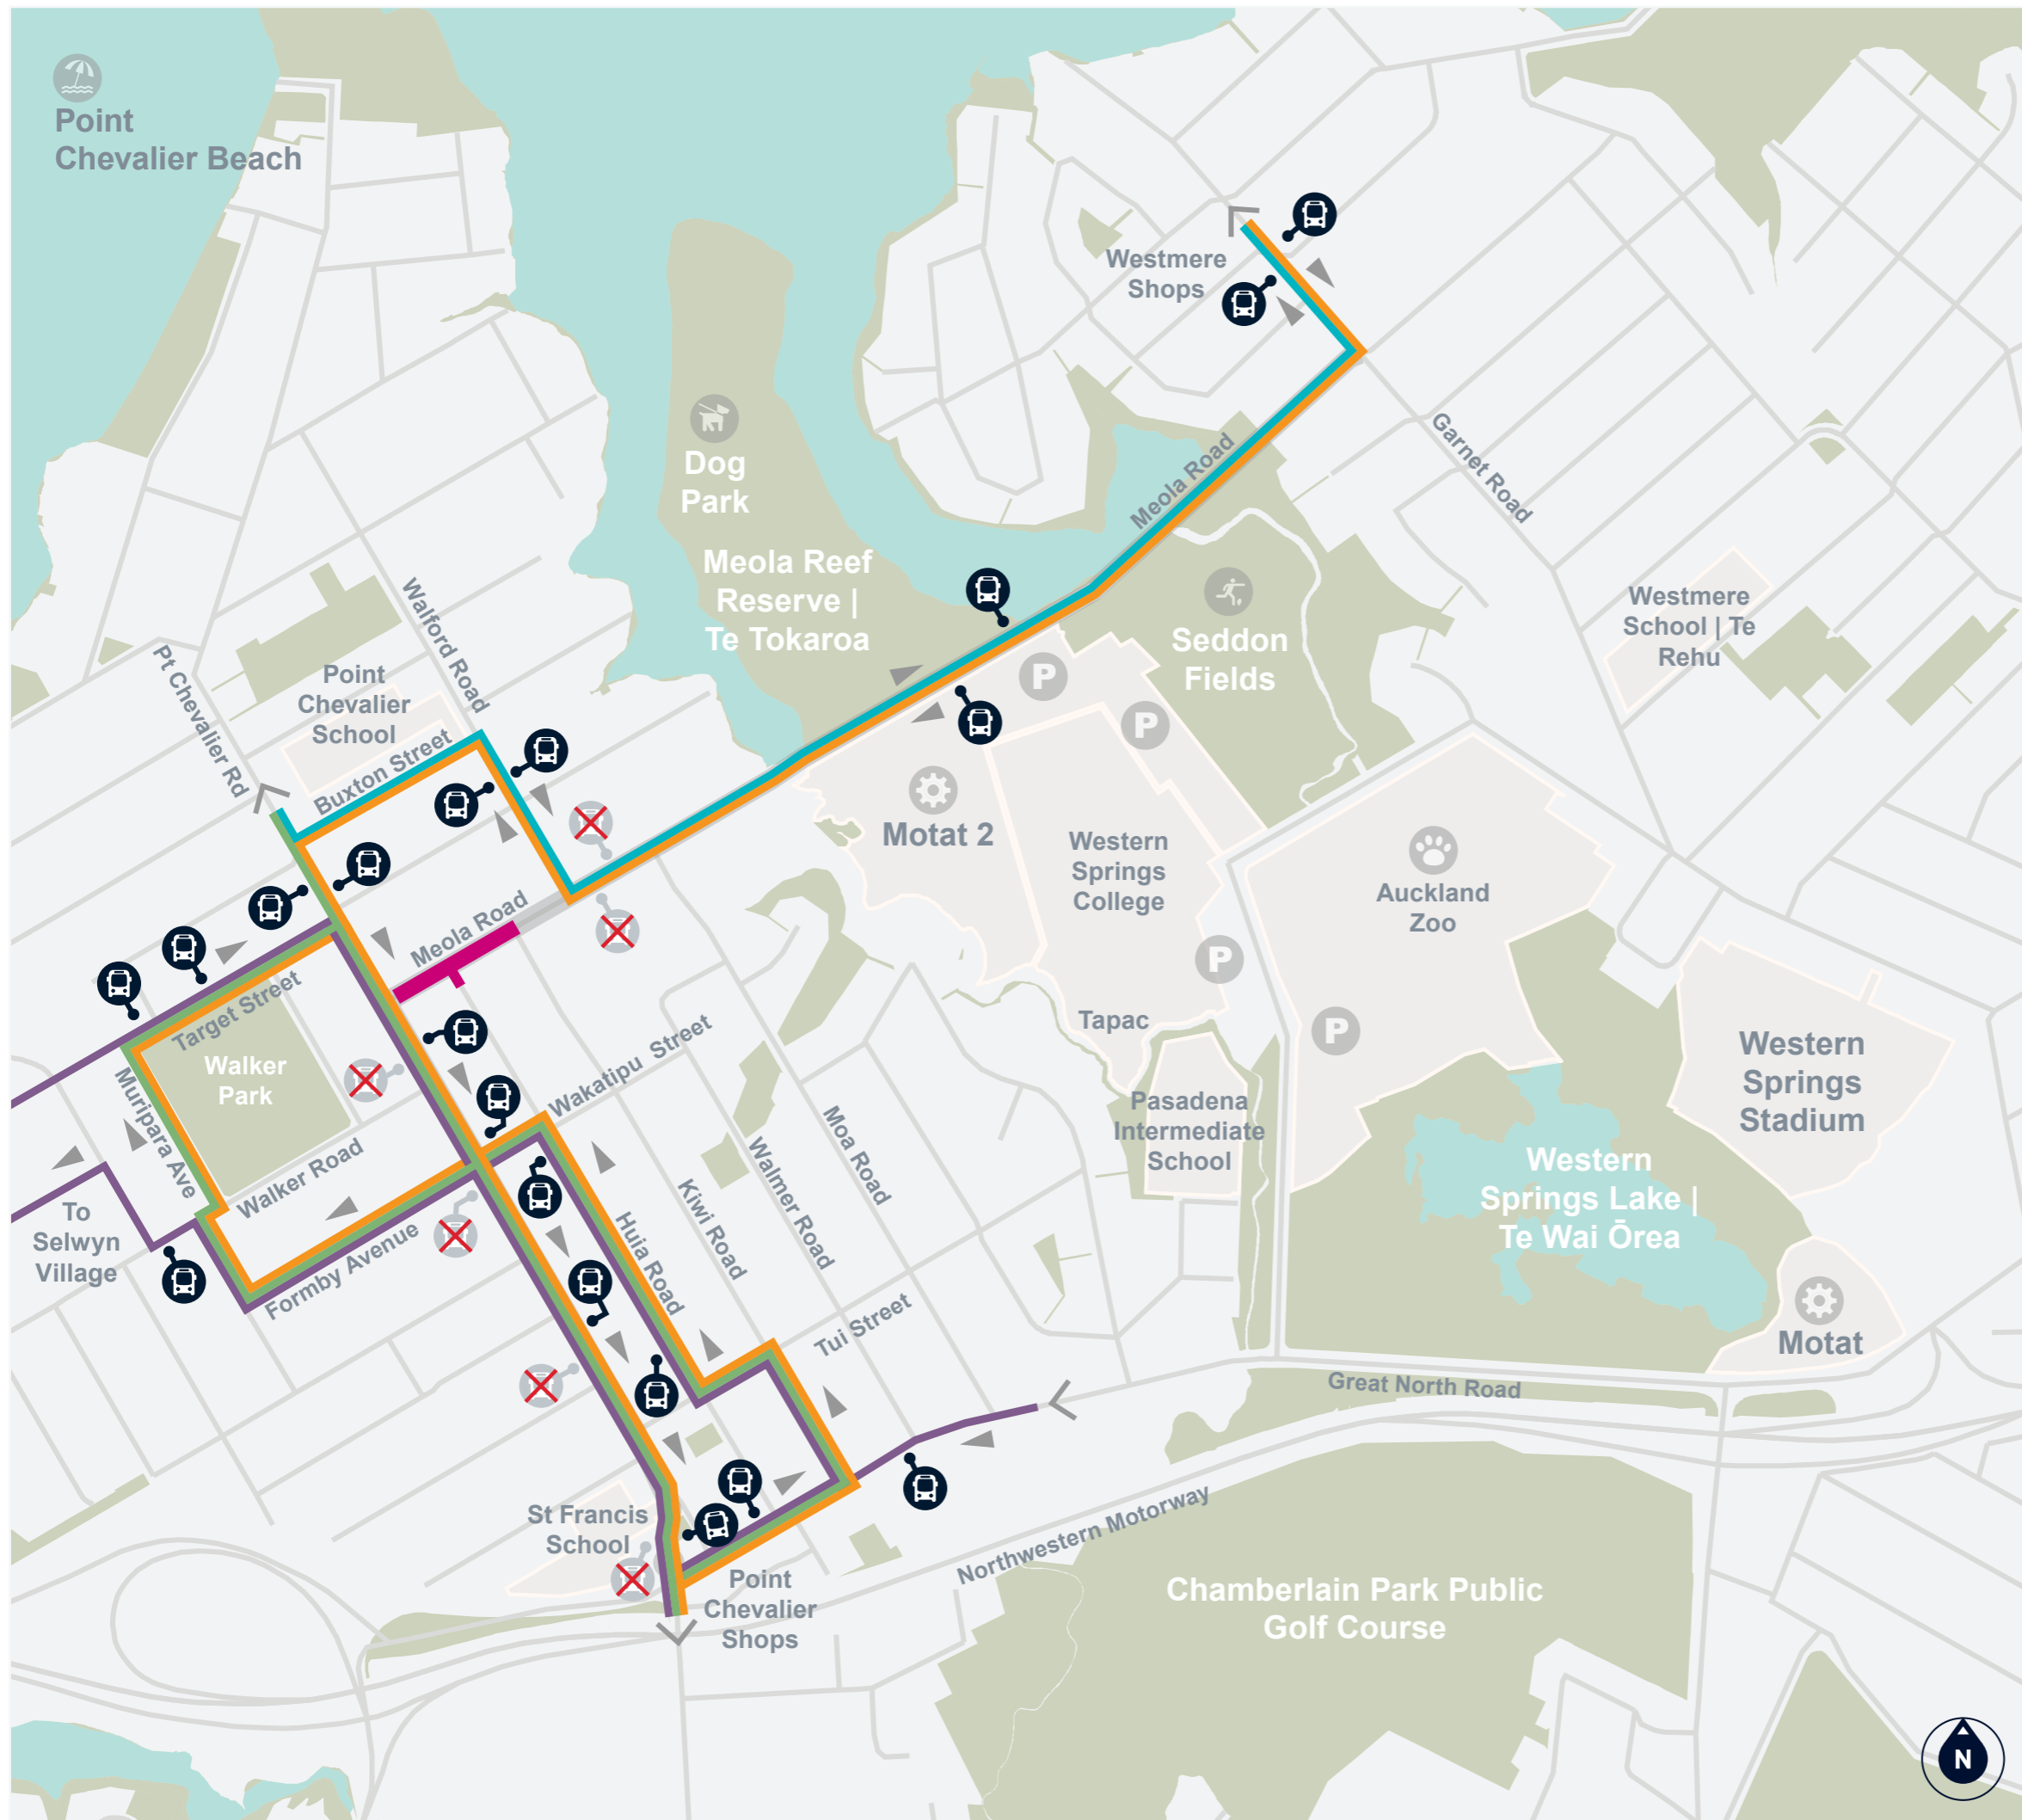 Point
Chevalier Beach
Westmere
Shops
Dog
Park
Meola Road
Garnet Road
Meola Reef
Reserve |
Te Tokaroa
Walford Road
Westmere
School | Te
Rehu
Seddon
Fields
Pt Chevalier Rd
Point
Chevalier
School
P
P
Buxton Street
Motat 2
Western
Springs
College
Auckland
Zoo
Meola Road
P
Target Street
Tapac
P
Wakatipu Street
Walker
Park
Western
Springs
Stadium
Muripara Ave
Pasadena
Intermediate
School
Moa Road
Walmer Road
Walker Road
Western
Springs Lake |
Te Wai Ōrea
Kiwi Road
Huia Road
To
Selwyn
Village
Formby Avenue
Tui Street
Motat
Great North Road
St Francis
School
Northwestern Motorway
Point
Chevalier
Shops
Chamberlain Park Public
Golf Course
N